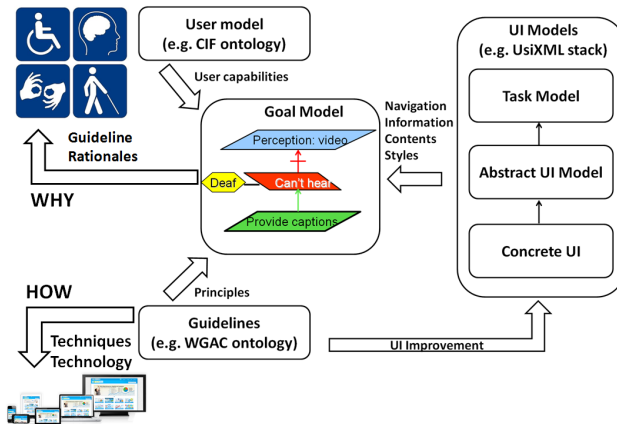 User model
(e.g. CIF ontology)
User capabilities
UI Models
(e.g. UsiXML stack)
Task Model
Abstract UI Model
Concrete UI
Goal Model
Perception: video
Deaf
Can't hear
Provide captions
Navigation
Information
Contents
Styles
Guideline
Rationales
WHY
HOW
Principles
Techniques
Technology
Guidelines
(e.g. WGAC ontology)
UI Improvement